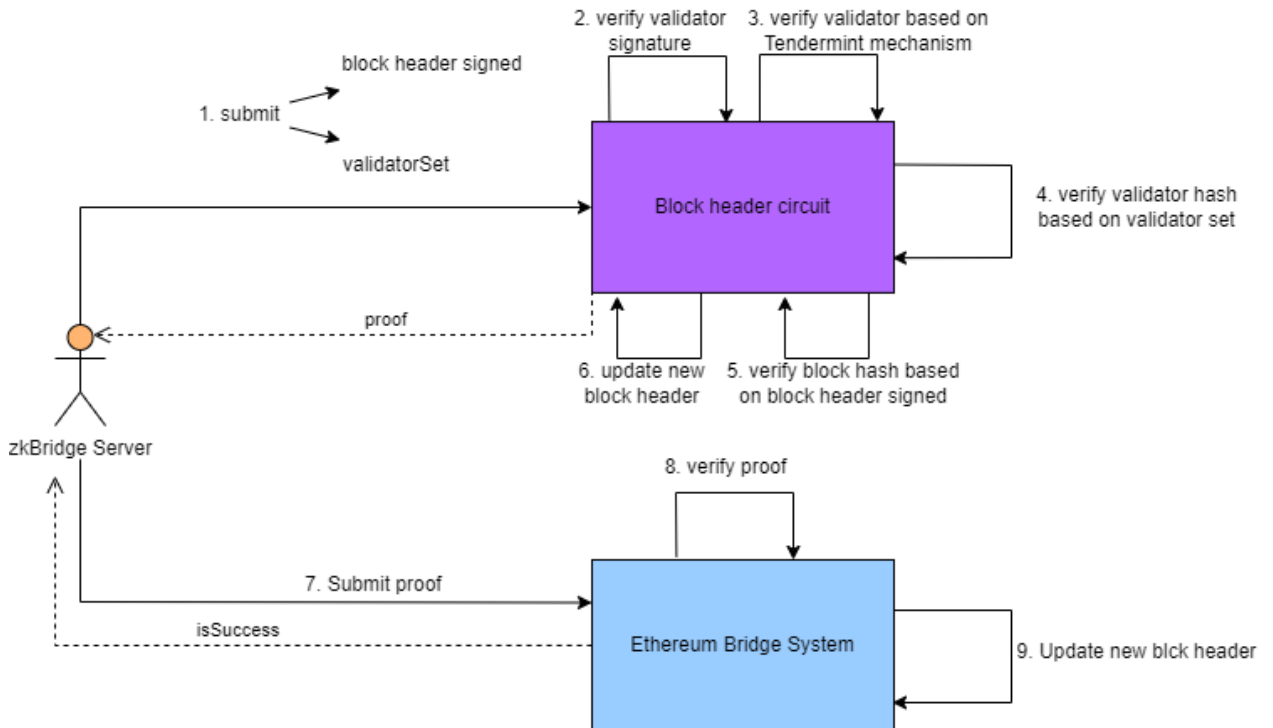 2. verify validator
signature
3. verify validator based on
Tendermint mechanism
block header signed
1. submit
validatorSet
Block header circuit
4. verify validator hash
based on validator set
proof
6. update new
block header
5. verify block hash based
on block header signed
zkBridge Server
8. verify proof
7. Submit proof
isSuccess
Ethereum Bridge System
9. Update new blck header